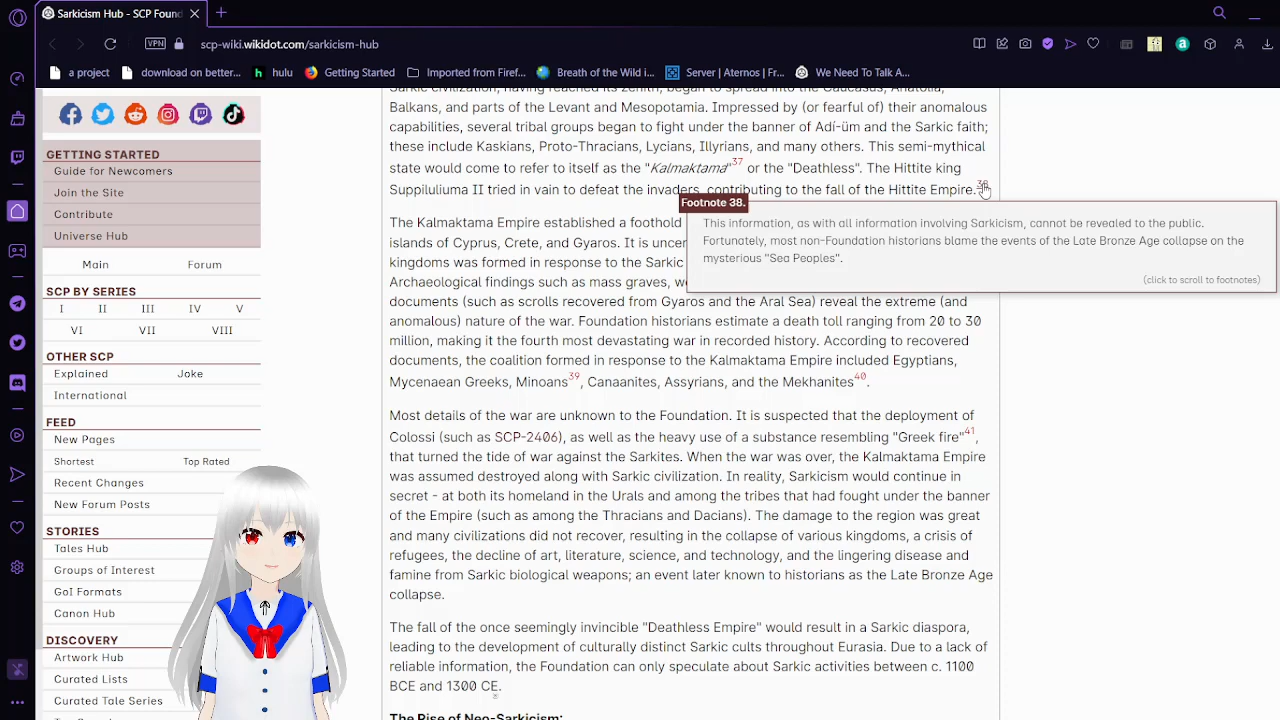 Sarkicism Hub - SCP Found
scp-wiki.wikidot.com/sarkicism-hub
VPN
a project
download on better...
hulu
Getting Started
Imported from Firef...
Breath of the Wild i...
Server | Aternos | Fr...
We Need To Talk A...
GETTING STARTED
Guide for Newcomers
Join the Site
Contribute
Universe Hub
Main Forum
SCP BY SERIES
I II III IV V
VI VII VIII
OTHER SCP
Explained Joke
International
FEED
New Pages
Shortest Top Rated
Recent Changes
New Forum Posts
STORIES
Tales Hub
Groups of Interest
GoI Formats
Canon Hub
DISCOVERY
Artwork Hub
Curated Lists
Curated Tale Series
Sarkic civilization, having reached its zenith, began to spread into the Caucasus, Anatolia,
Balkans, and parts of the Levant and Mesopotamia. Impressed by (or fearful of) their anomalous
capabilities, several tribal groups began to fight under the banner of Adí-üm and the Sarkic faith;
these include Kaskians, Proto-Thracians, Lycians, Illyrians, and many others. This semi-mythical
state would come to refer to itself as the "Kalmaktama"37 or the "Deathless". The Hittite king
Suppiluliuma II tried in vain to defeat the invaders, contributing to the fall of the Hittite Empire.38
Footnote 38.
This information, as with all information involving Sarkicism, cannot be revealed to the public.
Fortunately, most non-Foundation historians blame the events of the Late Bronze Age collapse on the
mysterious "Sea Peoples".
(click to scroll to footnotes)
The Kalmaktama Empire established a foothold
islands of Cyprus, Crete, and Gyaros. It is
kingdoms was formed in response to the Sarkic
Archaeological findings such as mass graves,
documents (such as scrolls recovered from Gyaros and the Aral Sea) reveal the extreme (and
anomalous) nature of the war. Foundation historians estimate a death toll ranging from 20 to 30
million, making it the fourth most devastating war in recorded history. According to recovered
documents, the coalition formed in response to the Kalmaktama Empire included Egyptians,
Mycenaean Greeks, Minoans39, Canaanites, Assyrians, and the Mekhanites40.
Most details of the war are unknown to the Foundation. It is suspected that the deployment of
Colossi (such as SCP-2406), as well as the heavy use of a substance resembling "Greek fire"41,
that turned the tide of war against the Sarkites. When the war was over, the Kalmaktama Empire
was assumed destroyed along with Sarkic civilization. In reality, Sarkicism would continue in
secret - at both its homeland in the Urals and among the tribes that had fought under the banner
of the Empire (such as among the Thracians and Dacians). The damage to the region was great
and many civilizations did not recover, resulting in the collapse of various kingdoms, a crisis of
refugees, the decline of art, literature, science, and technology, and the lingering disease and
famine from Sarkic biological weapons; an event later known to historians as the Late Bronze Age
collapse.
The fall of the once seemingly invincible "Deathless Empire" would result in a Sarkic diaspora,
leading to the development of culturally distinct Sarkic cults throughout Eurasia. Due to a lack of
reliable information, the Foundation can only speculate about Sarkic activities between c. 1100
BCE and 1300 CE.
The Rise of Neo-Sarkicism: